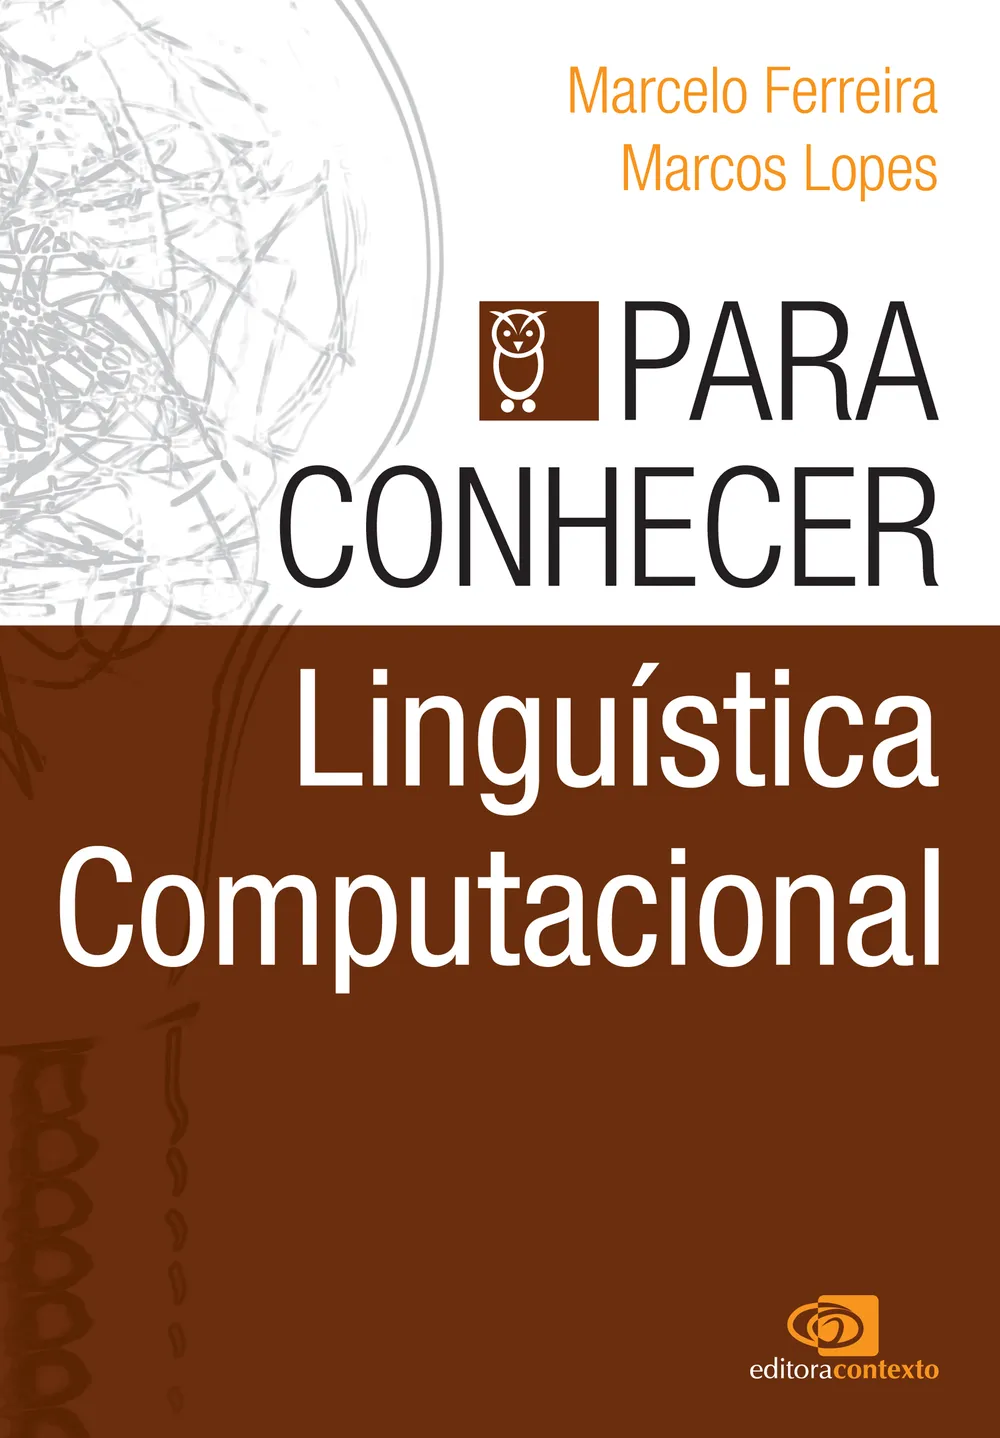 Marcelo Ferreira
Marcos Lopes
PARA
CONHECER
Linguística
Computacional
editoracontexto